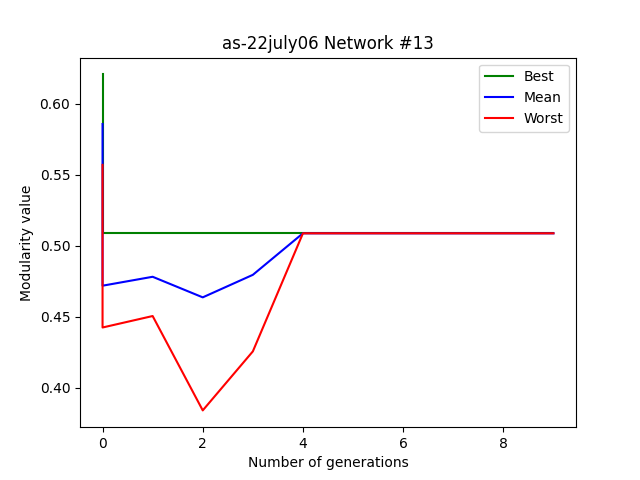 as-22july06 Network #13
Best
Mean
Worst
Modularity value
0.60
0.55
0.50
0.45
0.40
0 2 4 6 8
Number of generations